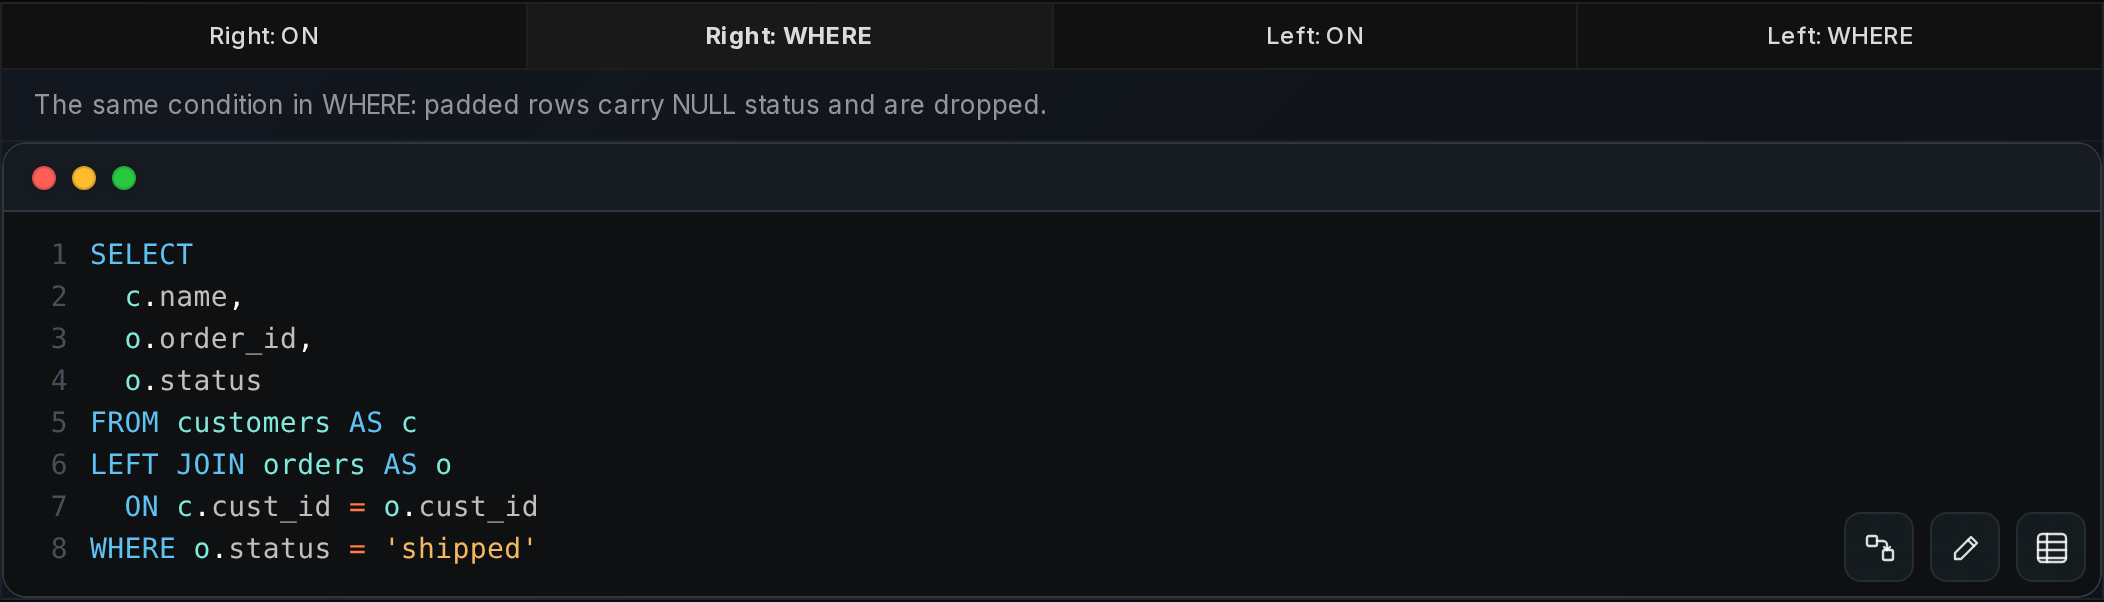 Right: ON
Right: WHERE
Left: ON
Left: WHERE
The same condition in WHERE: padded rows carry NULL status and are dropped.
1 SELECT
2   c.name,
3   o.order_id,
4   o.status
5 FROM customers AS c
6 LEFT JOIN orders AS o
7   ON c.cust_id = o.cust_id
8 WHERE o.status = 'shipped'